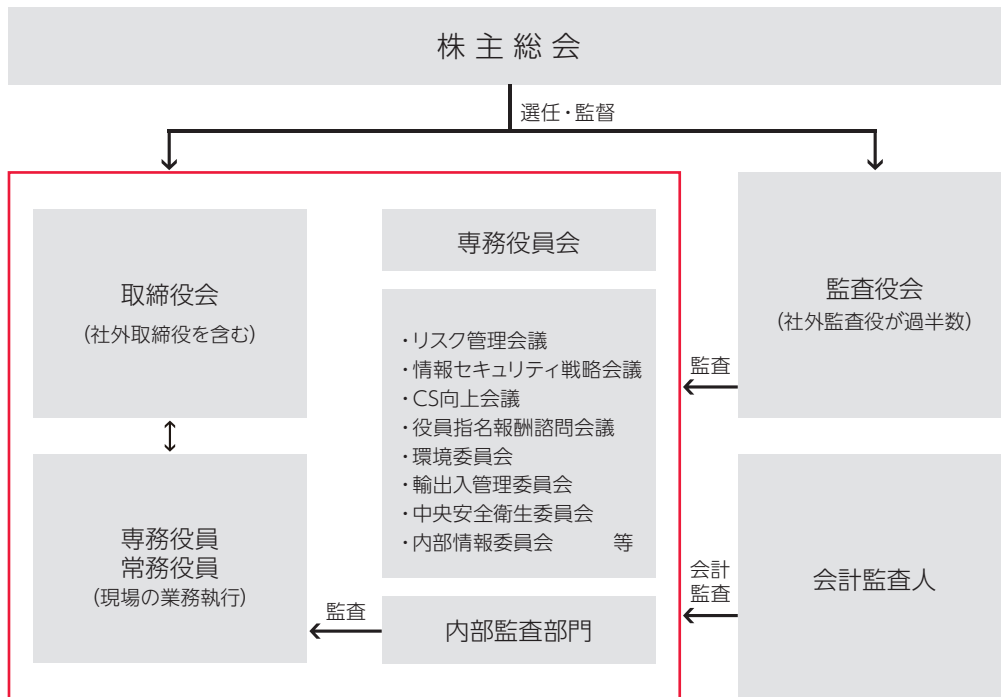 株主総会
選任・監督
取締役会
(社外取締役を含む)
専務役員
常務役員
(現場の業務執行)
専務役員会
・リスク管理会議
・情報セキュリティ戦略会議
・CS向上会議
・役員指名報酬諮問会議
・環境委員会
・輸出入管理委員会
・中央安全衛生委員会
・内部情報委員会 等
監査
内部監査部門
監査役会
(社外監査役が過半数)
監査
会計
監査
会計監査人